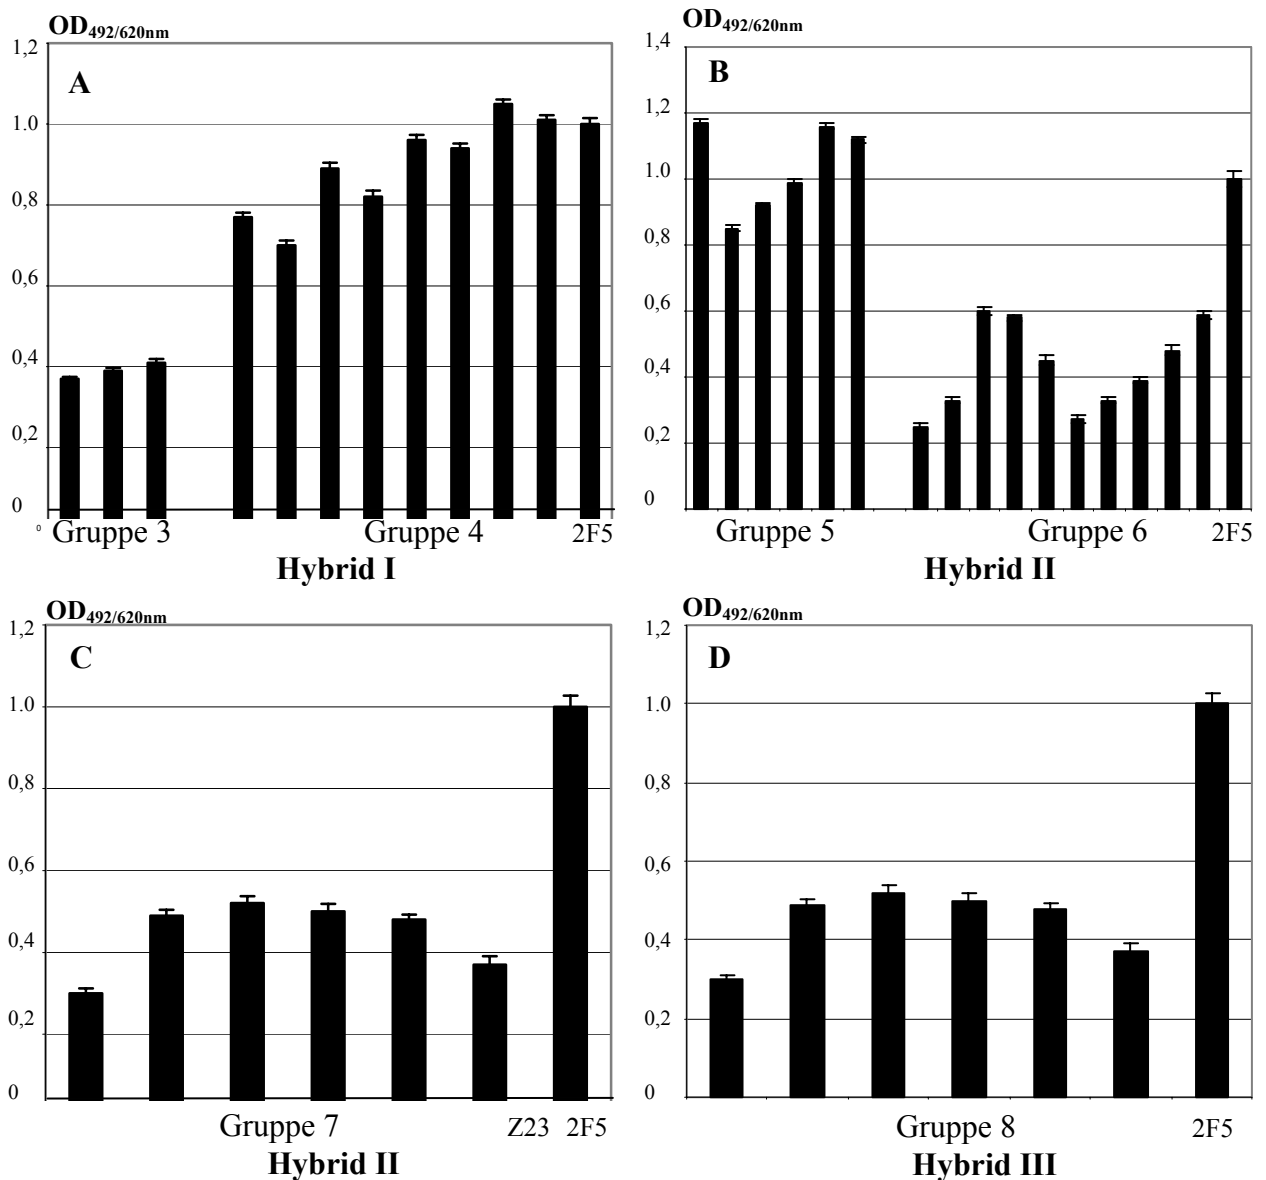 OD492/620nm
A
1,2
1.0
0,8
0,6
0,4
0,2
0
0
Gruppe 3 Gruppe 4 2F5
Hybrid I
OD492/620nm
B
1,4
1,2
1.0
0,8
0,6
0,4
0,2
0
Gruppe 5 Gruppe 6 2F5
Hybrid II
OD492/620nm
C
1,2
1.0
0,8
0,6
0,4
0,2
0
Gruppe 7 Z23 2F5
Hybrid II
OD492/620nm
D
1,2
1.0
0,8
0,6
0,4
0,2
0
Gruppe 8 2F5
Hybrid III